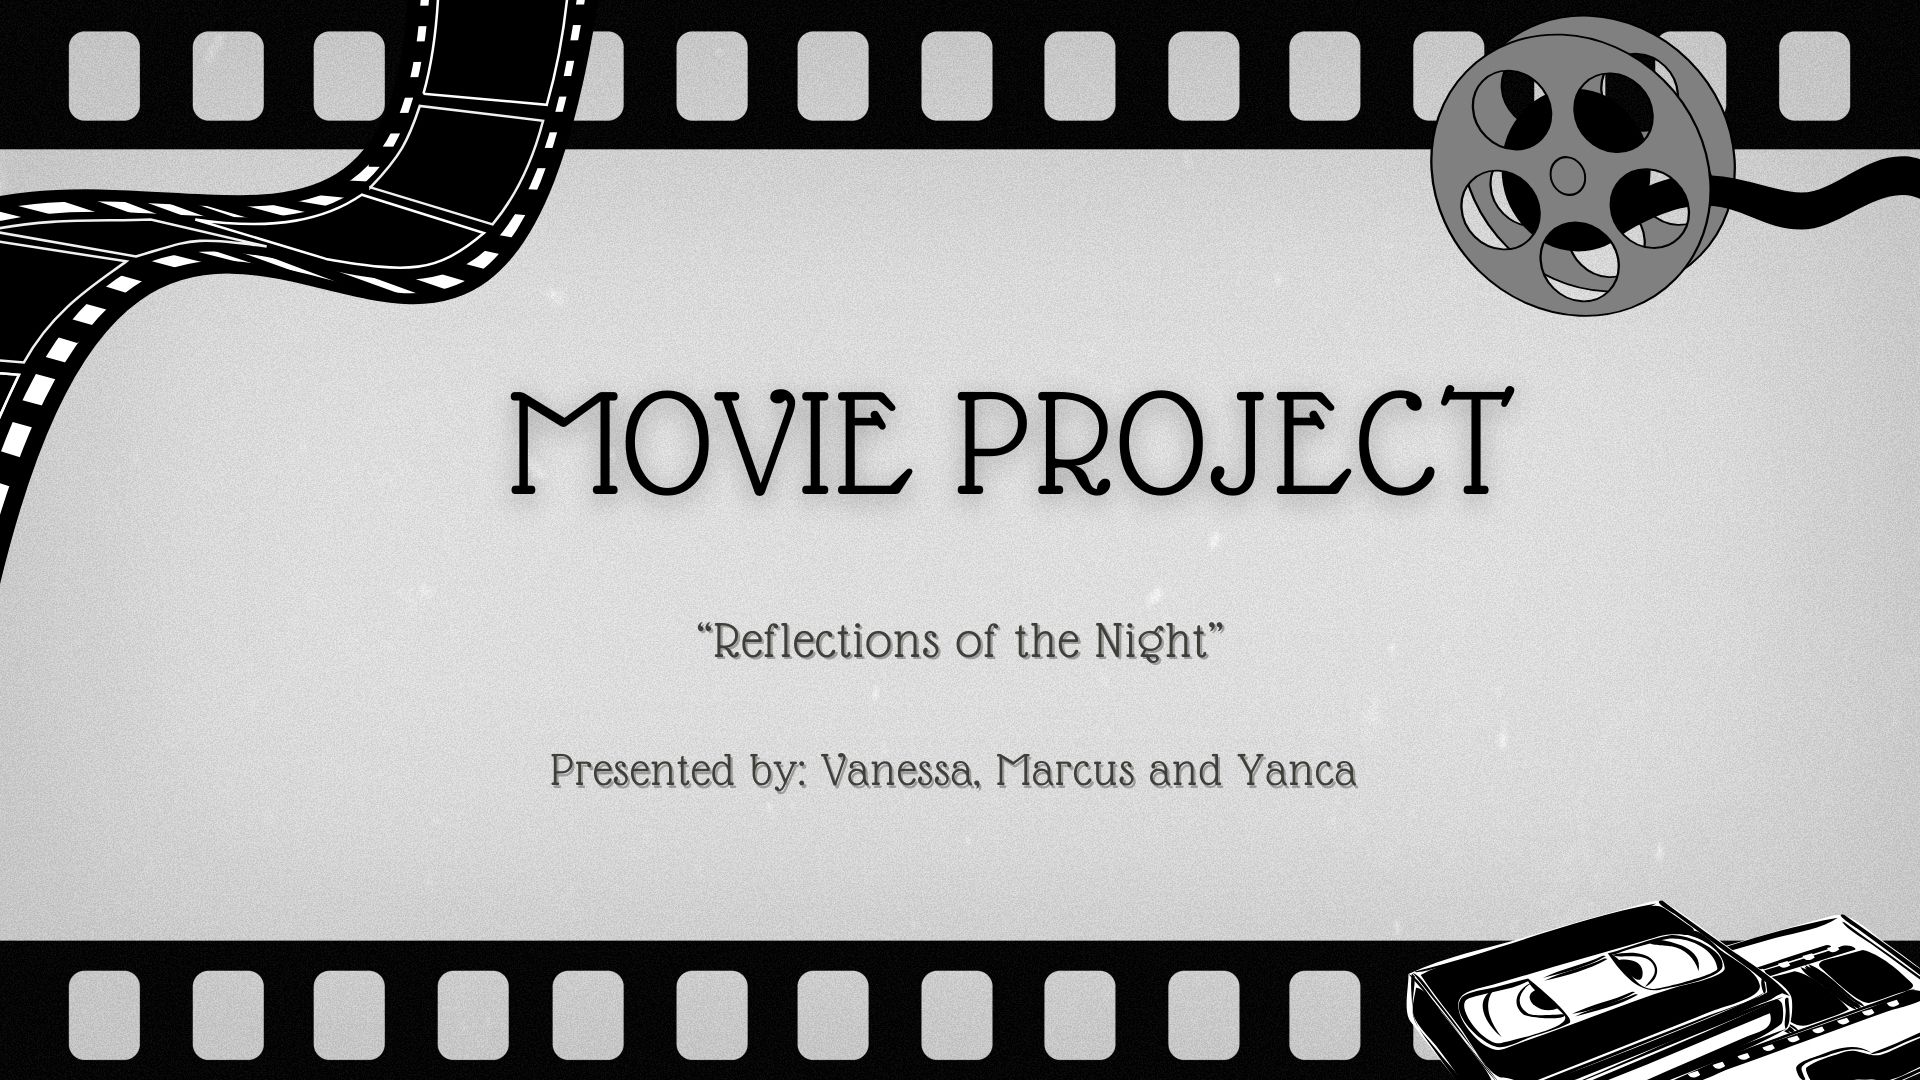 MOVIE PROJECT
“Reflections of the Night”
Presented by: Vanessa, Marcus and Yanca